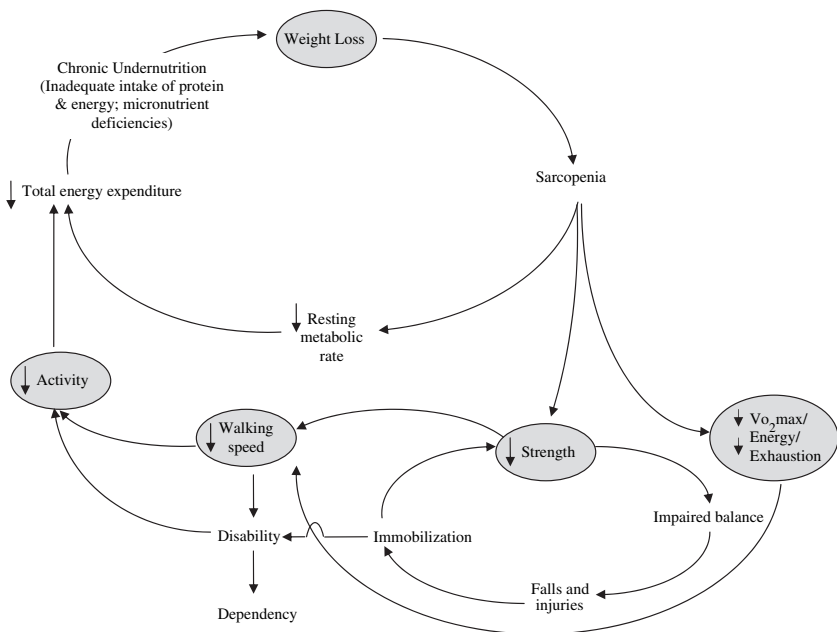 Weight Loss
Chronic Undernutrition
(Inadequate intake of protein
& energy; micronutrient
deficiencies)
Sarcopenia
↓ Total energy expenditure
↓ Resting
metabolic
rate
↓ Activity
↓ Walking
speed
↓ Strength
↓ Vo₂max/
↓ Energy/
Exhaustion
Impaired balance
Disability
Immobilization
Falls and
injuries
Dependency